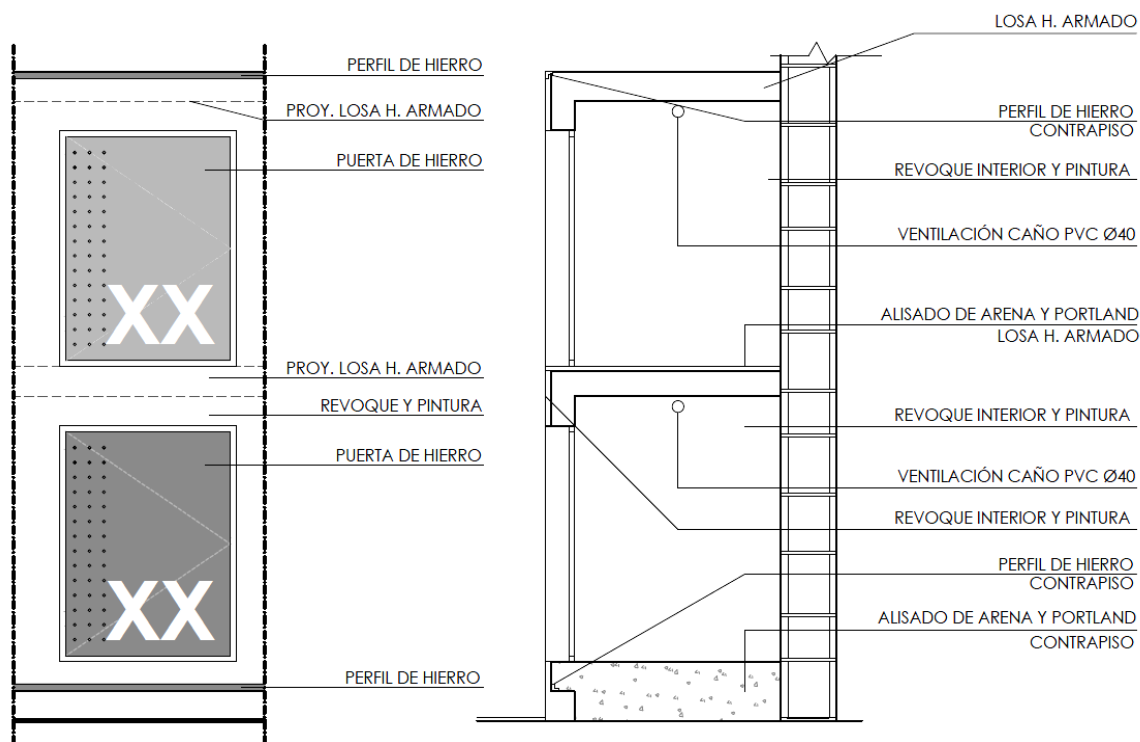 PERFIL DE HIERRO
PROY. LOSA H. ARMADO
PUERTA DE HIERRO
XX
PROY. LOSA H. ARMADO
REVOQUE Y PINTURA
PUERTA DE HIERRO
XX
PERFIL DE HIERRO
LOSA H. ARMADO
PERFIL DE HIERRO
CONTRAPISO
REVOQUE INTERIOR Y PINTURA
VENTILACIÓN CAÑO PVC Ø40
ALISADO DE ARENA Y PORTLAND
LOSA H. ARMADO
REVOQUE INTERIOR Y PINTURA
VENTILACIÓN CAÑO PVC Ø40
REVOQUE INTERIOR Y PINTURA
PERFIL DE HIERRO
CONTRAPISO
ALISADO DE ARENA Y PORTLAND
CONTRAPISO